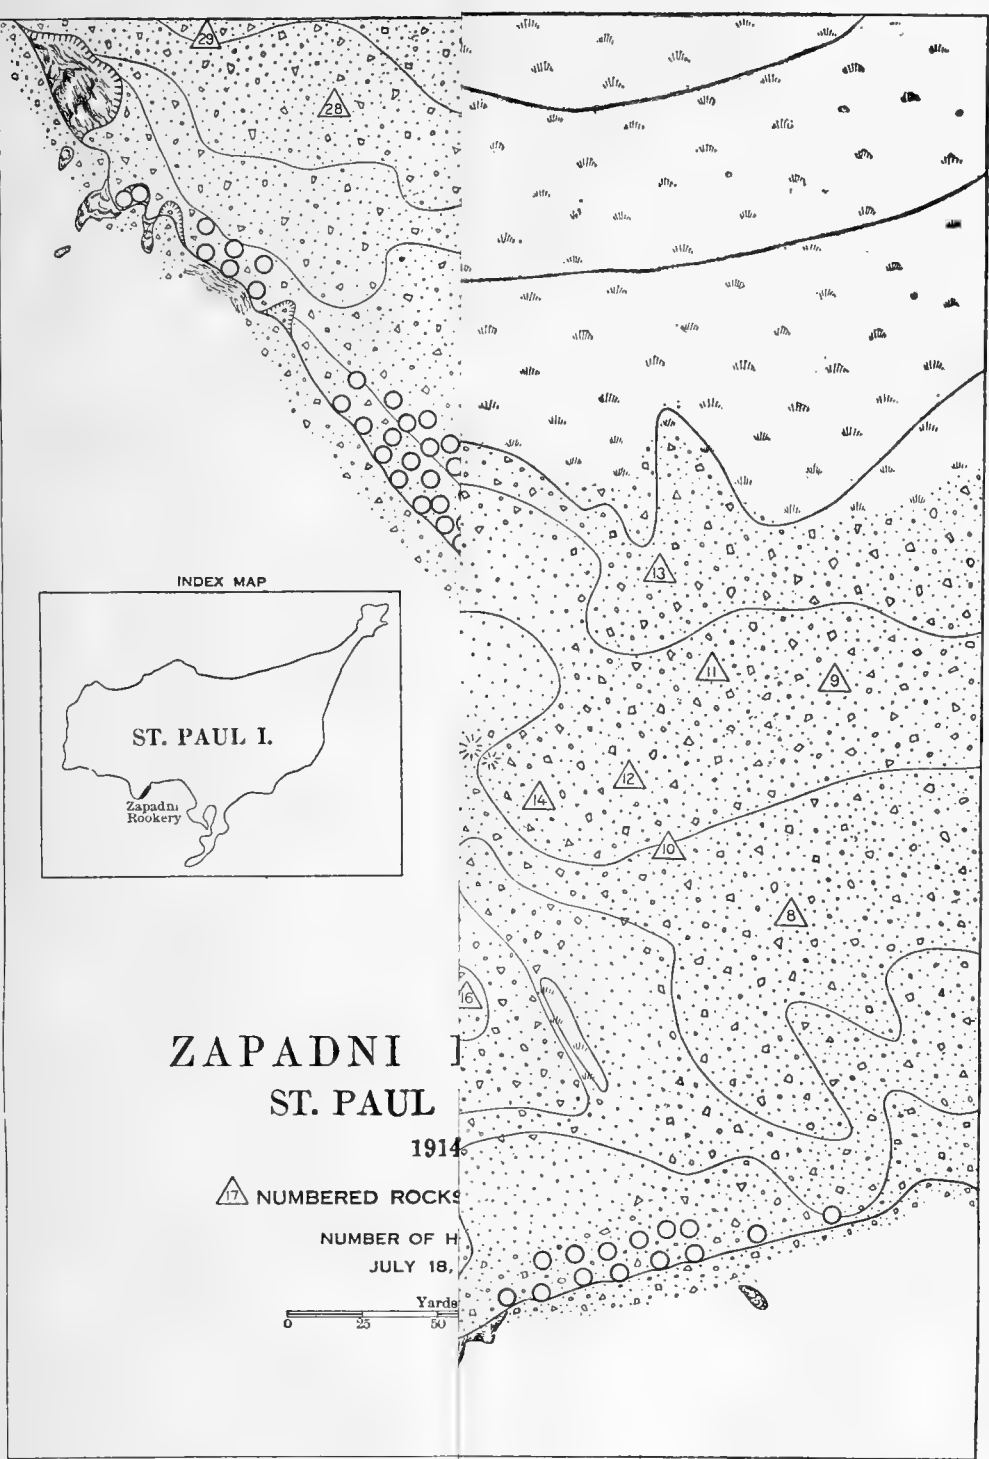 29
28
INDEX MAP
ST. PAUL I.
Zapadni
Rookery
13
11
9
12
14
10
8
16
ZAPADNI
ST. PAUL
1914
17 NUMBERED ROCKS
NUMBER OF H
JULY 18,
Yards
0 25 50